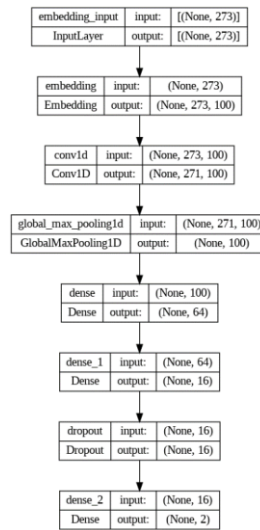 embedding_input input: [(None, 273)]
InputLayer output: [(None, 273)]
embedding input: (None, 273)
Embedding output: (None, 273, 100)
conv1d input: (None, 273, 100)
Conv1D output: (None, 271, 100)
global_max_pooling1d input: (None, 271, 100)
GlobalMaxPooling1D output: (None, 100)
dense input: (None, 100)
Dense output: (None, 64)
dense_1 input: (None, 64)
Dense output: (None, 16)
dropout input: (None, 16)
Dropout output: (None, 16)
dense_2 input: (None, 16)
Dense output: (None, 2)